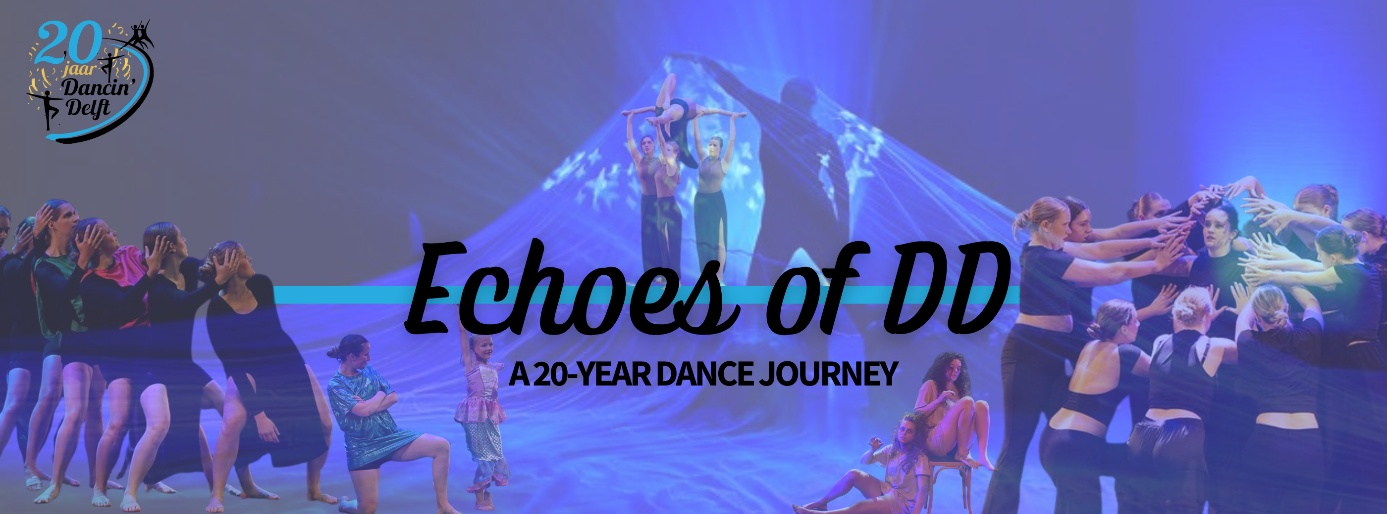 20
jaar
Dancin'
Delft
Echoes of DD
A 20-YEAR DANCE JOURNEY